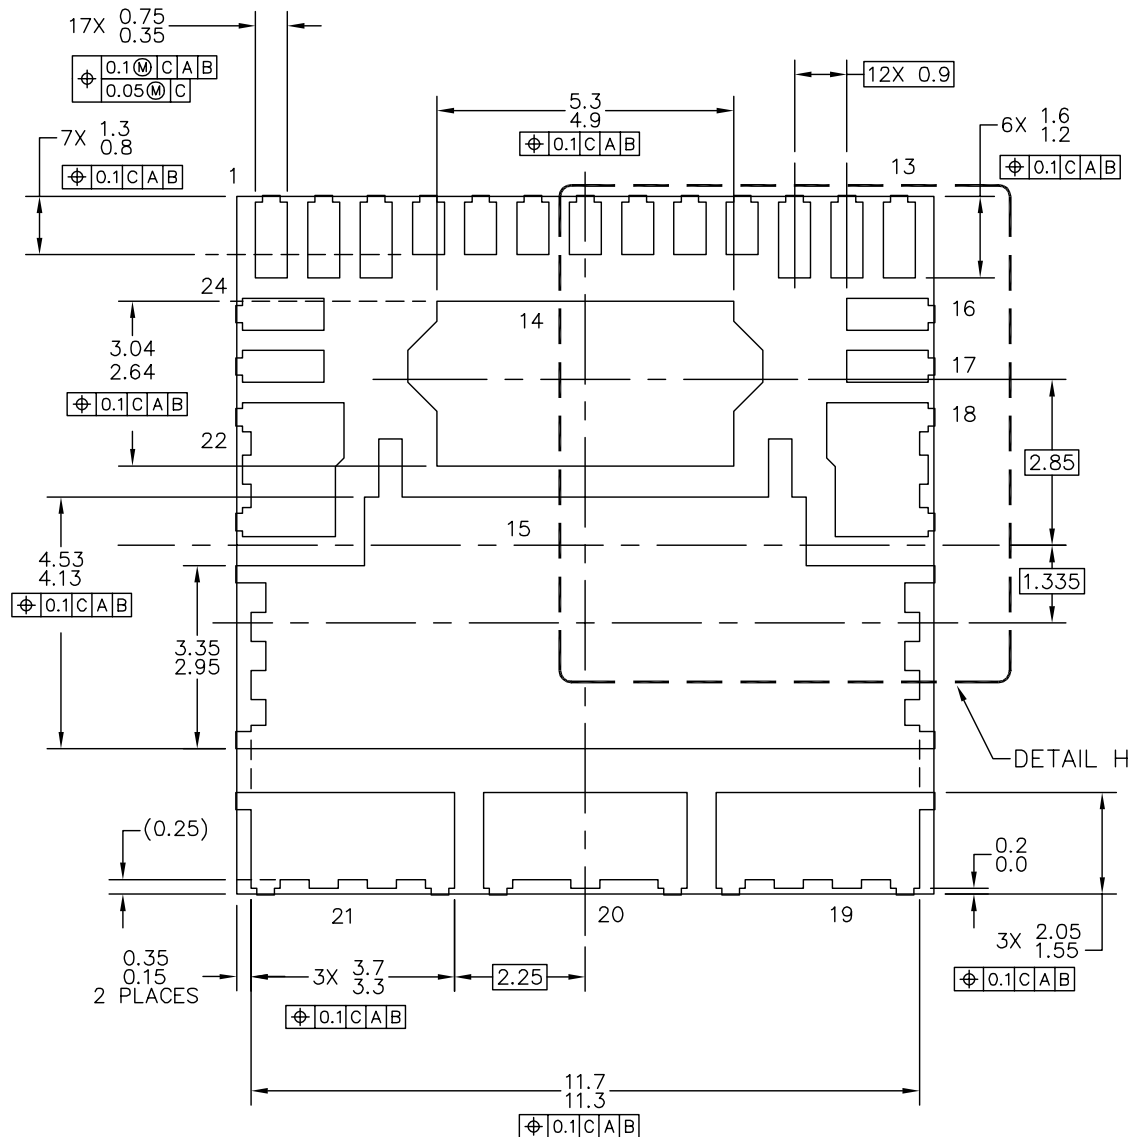 17X 0.75
0.35
⌖ 0.1 Ⓜ C A B
0.05 Ⓜ C
12X 0.9
5.3
4.9
⌖ 0.1 C A B
7X 1.3
0.8
⌖ 0.1 C A B
6X 1.6
1.2
⌖ 0.1 C A B
1
13
24
14
16
3.04
2.64
⌖ 0.1 C A B
17
18
22
2.85
15
4.53
4.13
⌖ 0.1 C A B
1.335
3.35
2.95
DETAIL H
(0.25)
0.2
0.0
21
20
19
3X 2.05
1.55
⌖ 0.1 C A B
0.35
0.15
2 PLACES
3X 3.7
3.3
⌖ 0.1 C A B
2.25
11.7
11.3
⌖ 0.1 C A B